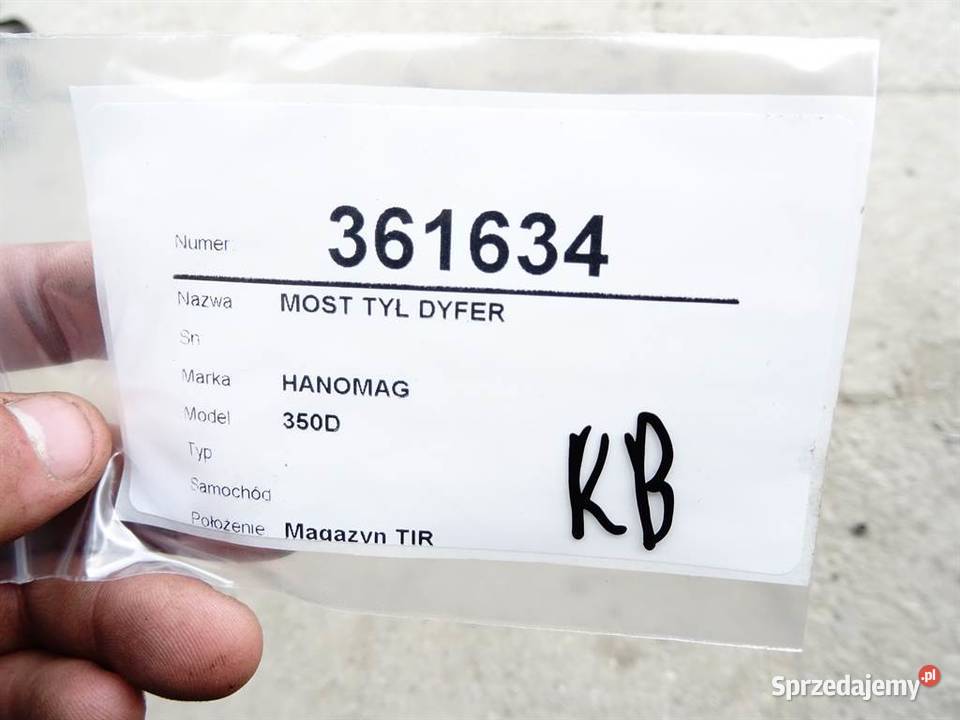 Numer: 361634
Nazwa MOST TYŁ DYFER
Sn
Marka HANOMAG
Model 350D
Typ
Samochód
Położenie Magazyn TIR
KB
Sprzedajemy.pl